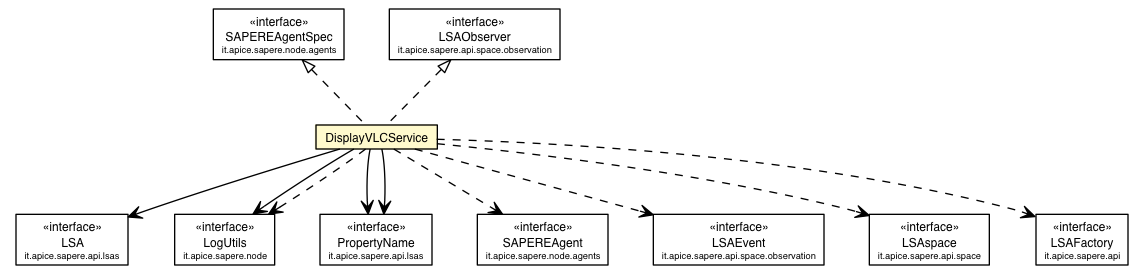 «interface»
SAPEREAgentSpec
it.apice.sapere.node.agents
«interface»
LSAObserver
it.apice.sapere.api.space.observation
DisplayVLCService
«interface»
LSA
it.apice.sapere.api.lsas
«interface»
LogUtils
it.apice.sapere.node
«interface»
PropertyName
it.apice.sapere.api.lsas
«interface»
SAPEREAgent
it.apice.sapere.node.agents
«interface»
LSAEvent
it.apice.sapere.api.space.observation
«interface»
LSAspace
it.apice.sapere.api.space
«interface»
LSAFactory
it.apice.sapere.api